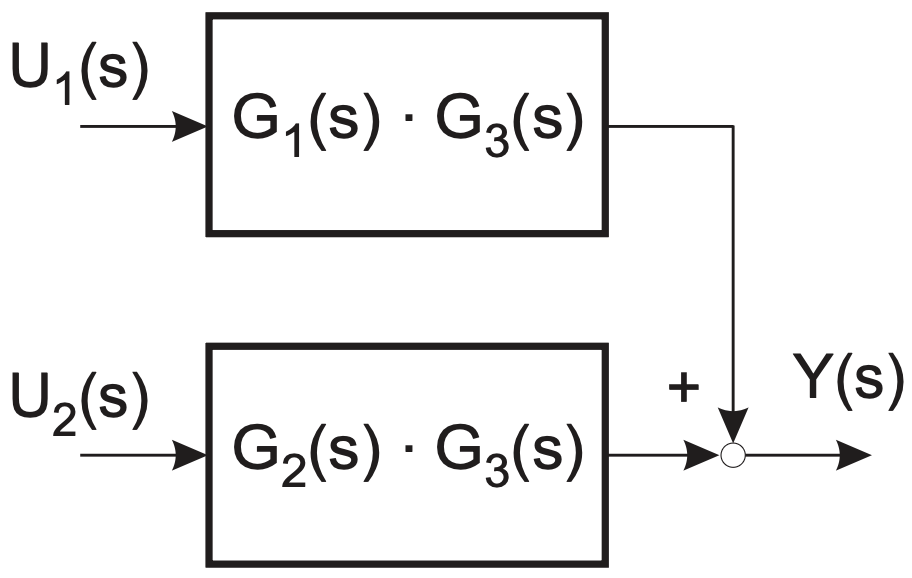 U₁(s)
G₁(s) · G₃(s)
U₂(s)
G₂(s) · G₃(s)
+
Y(s)